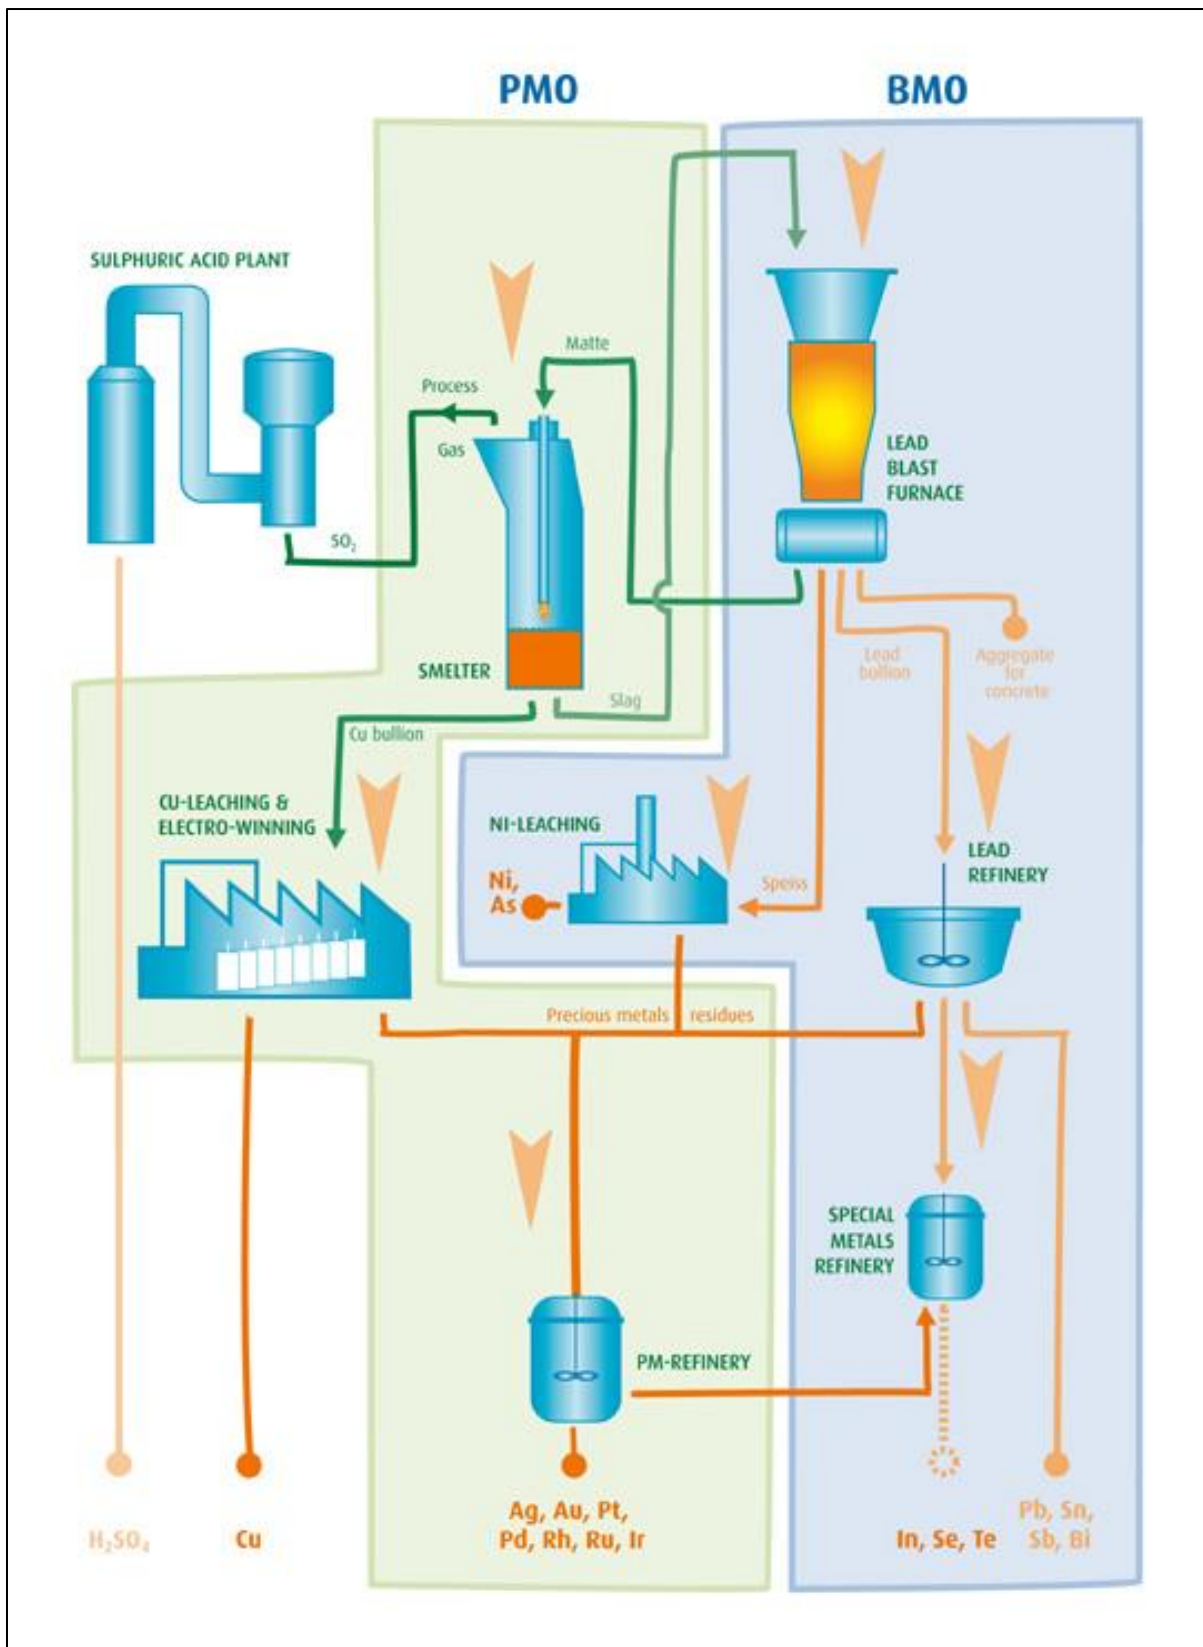 PMO
BMO
SULPHURIC ACID PLANT
Matte
Process
Gas
SO₂
LEAD
BLAST
FURNACE
SMELTER
Slag
Lead
bullion
Aggregate
for
concrete
Cu bullion
CU-LEACHING &
ELECTRO-WINNING
NI-LEACHING
Ni,
As
Speiss
LEAD
REFINERY
Precious metals residues
SPECIAL
METALS
REFINERY
PM-REFINERY
H₂SO₄
Cu
Ag, Au, Pt,
Pd, Rh, Ru, Ir
In, Se, Te
Pb, Sn,
Sb, Bi